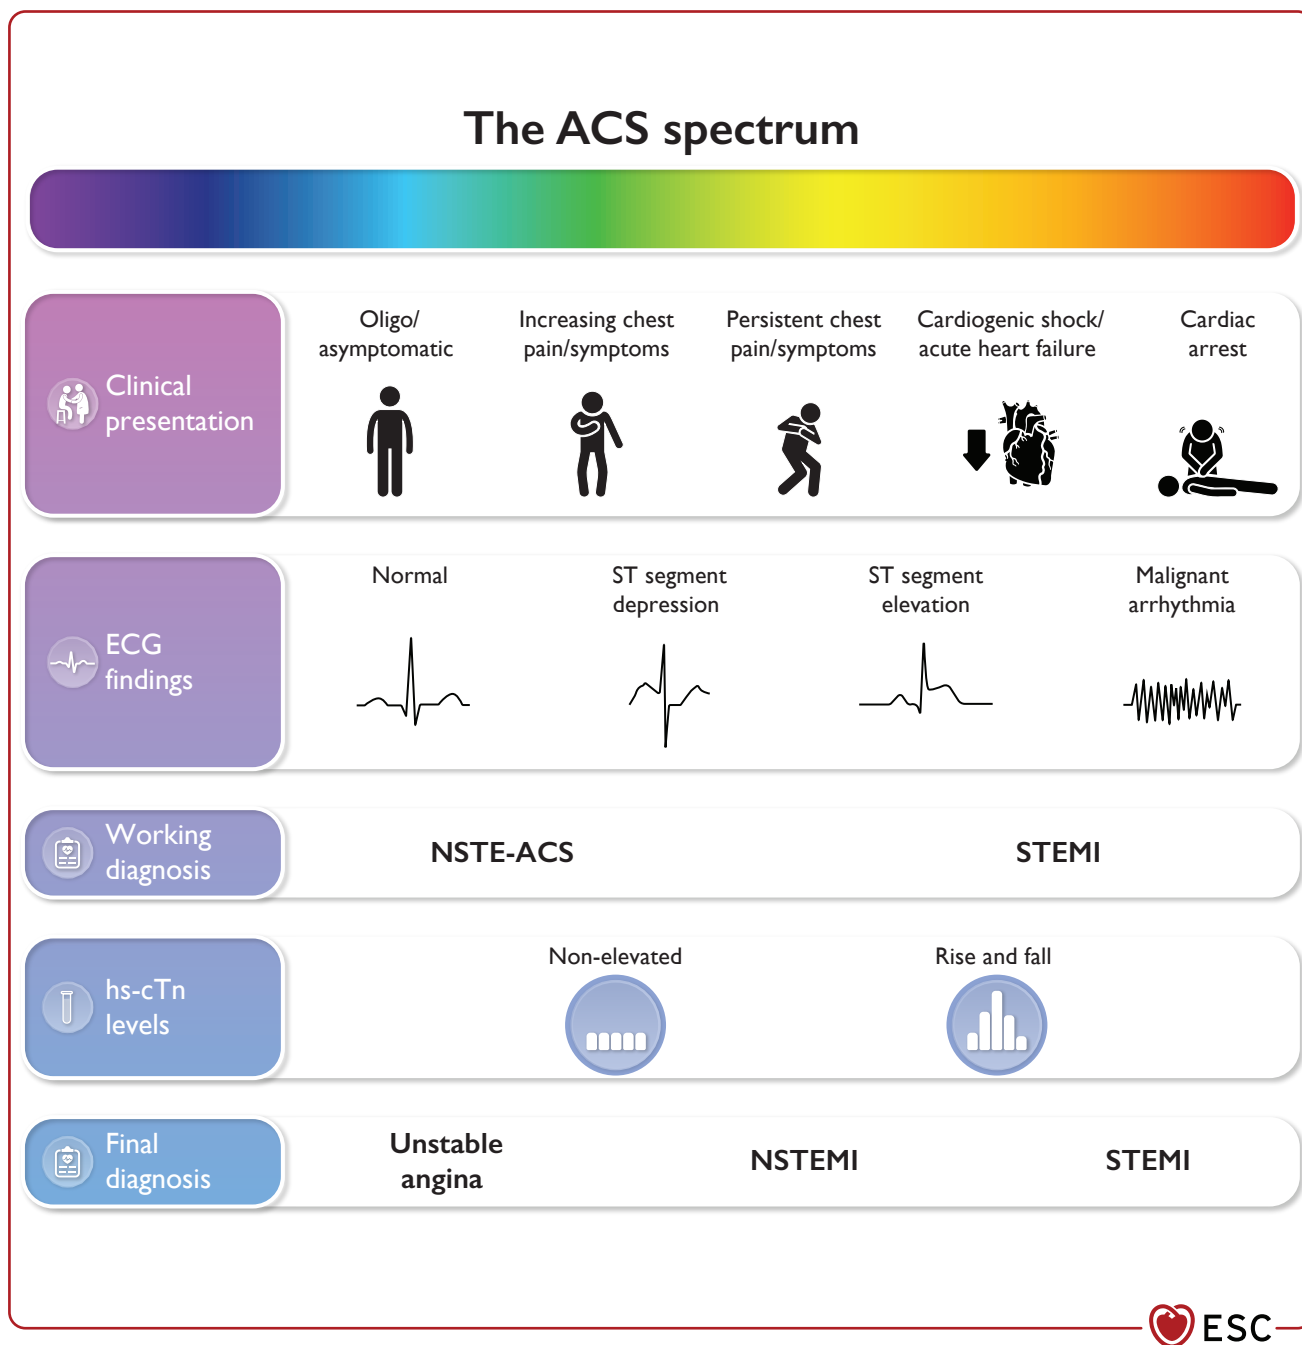 The ACS spectrum
Clinical
presentation
Oligo/
asymptomatic
Increasing chest
pain/symptoms
Persistent chest
pain/symptoms
Cardiogenic shock/
acute heart failure
Cardiac
arrest
ECG
findings
Normal
ST segment
depression
ST segment
elevation
Malignant
arrhythmia
Working
diagnosis
NSTE-ACS
STEMI
hs-cTn
levels
Non-elevated
Rise and fall
Final
diagnosis
Unstable
angina
NSTEMI
STEMI
ESC